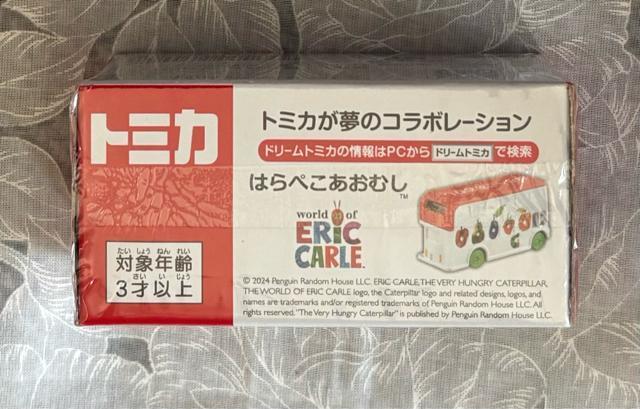 トミカ
トミカが夢のコラボレーション
ドリームトミカの情報はPCから ドリームトミカ で検索
はらぺこあおむし™
world of
ERIC
CARLE™
たいしょうねんれい
対象年齢
さいいじょう
3才以上
© 2024 Penguin Random House LLC. ERIC CARLE, THE VERY HUNGRY CATERPILLAR,
THE WORLD OF ERIC CARLE logo, the Caterpillar logo and related designs, logos, and
names are trademarks and/or registered trademarks of Penguin Random House LLC. All
rights reserved. "The Very Hungry Caterpillar" is published by Penguin Random House LLC.